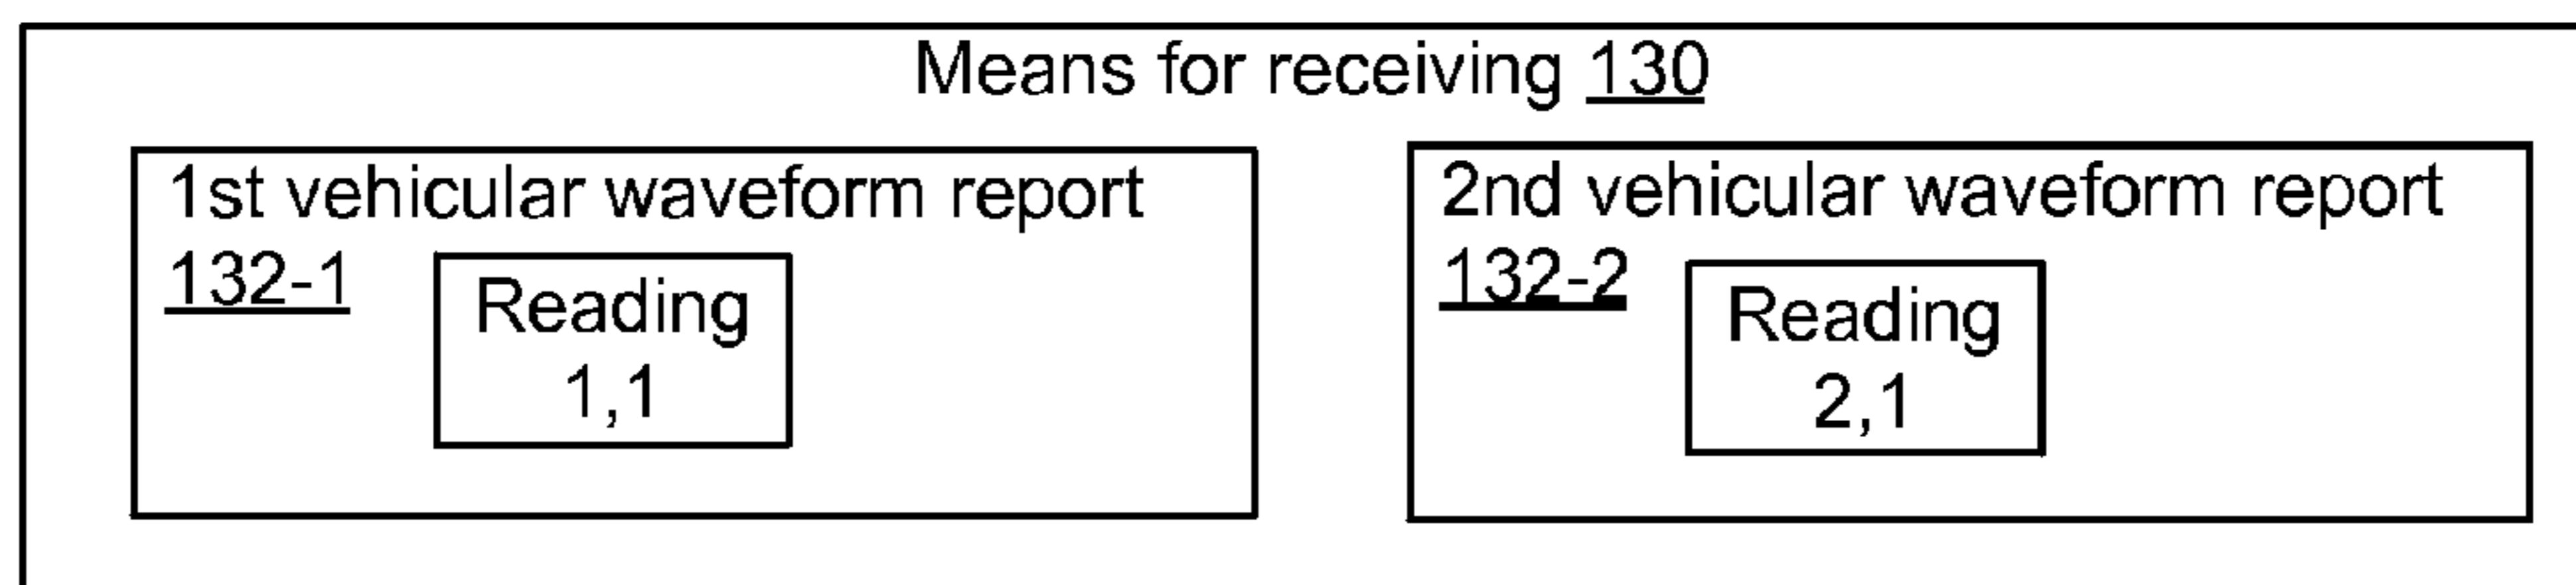 Means for receiving 130
1st vehicular waveform report
132-1
Reading
1,1
2nd vehicular waveform report
132-2
Reading
2,1